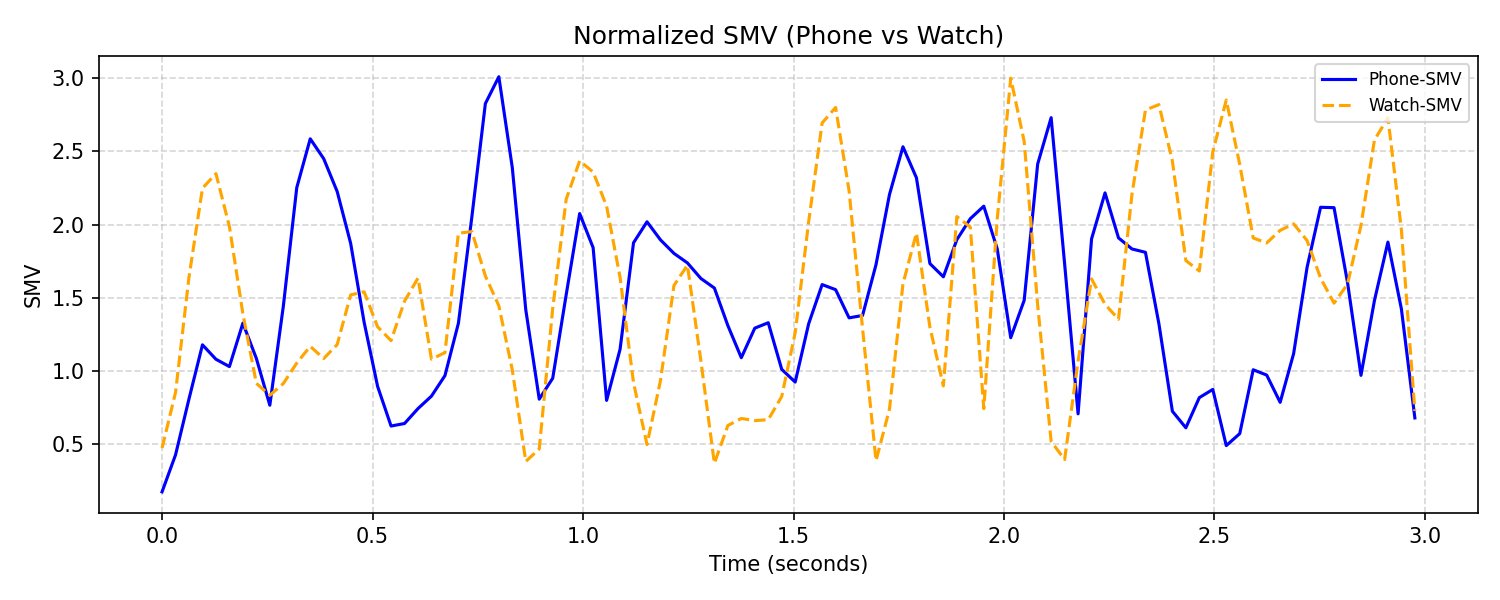 Normalized SMV (Phone vs Watch)
Phone-SMV
Watch-SMV
SMV
3.0
2.5
2.0
1.5
1.0
0.5
0.0 0.5 1.0 1.5 2.0 2.5 3.0
Time (seconds)